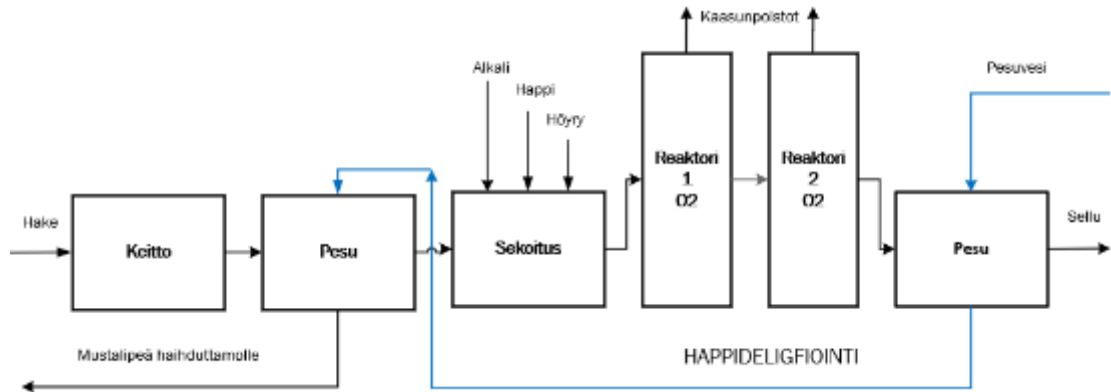 Kaasunpoistot
Alkali
Happi
Höyry
Pesuvesi
Reaktori
1
O2
Reaktori
2
O2
Hake
Keitto
Pesu
Sekoitus
Pesu
Sellu
Mustalipeä haihduttamolle
HAPPIDELIGFIOINTI